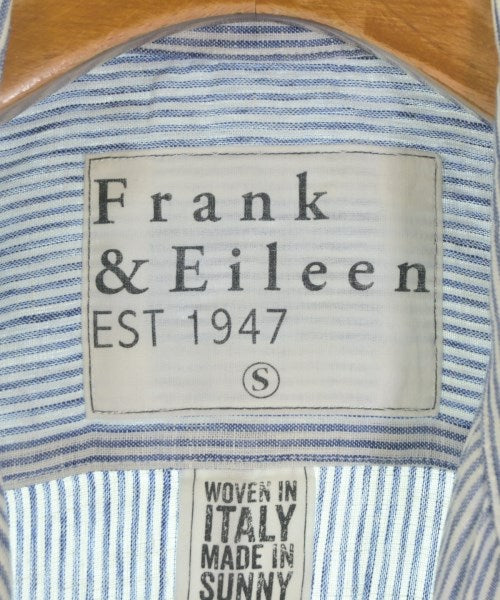 Frank
& Eileen
EST 1947
S
WOVEN IN
ITALY
MADE IN
SUNNY